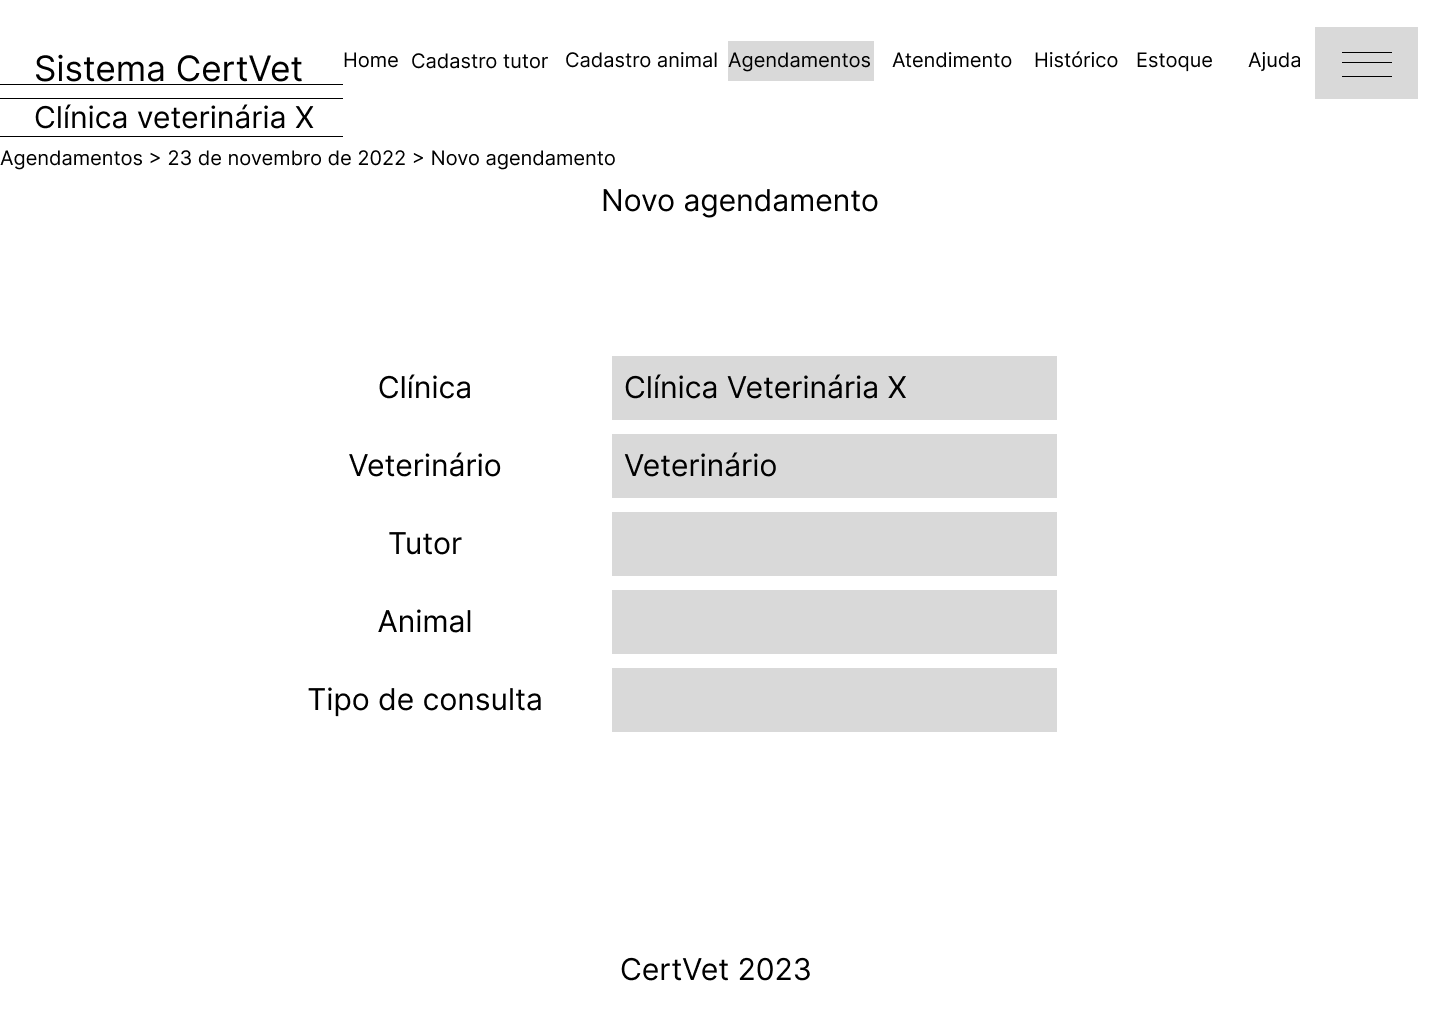 Sistema CertVet
Home Cadastro tutor Cadastro animal Agendamentos Atendimento Histórico Estoque Ajuda
Clínica veterinária X
Agendamentos > 23 de novembro de 2022 > Novo agendamento
Novo agendamento
Clínica Clínica Veterinária X
Veterinário Veterinário
Tutor
Animal
Tipo de consulta
CertVet 2023